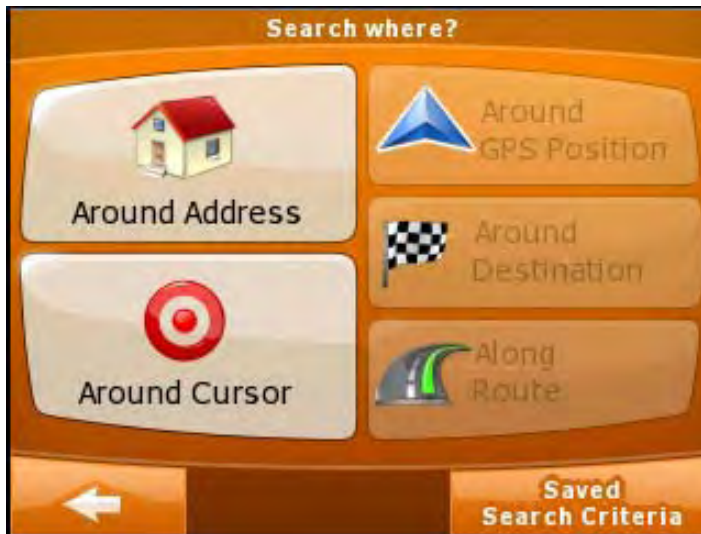 Search where?
Around Address
Around Cursor
Around
GPS Position
Around
Destination
Along
Route
Saved
Search Criteria